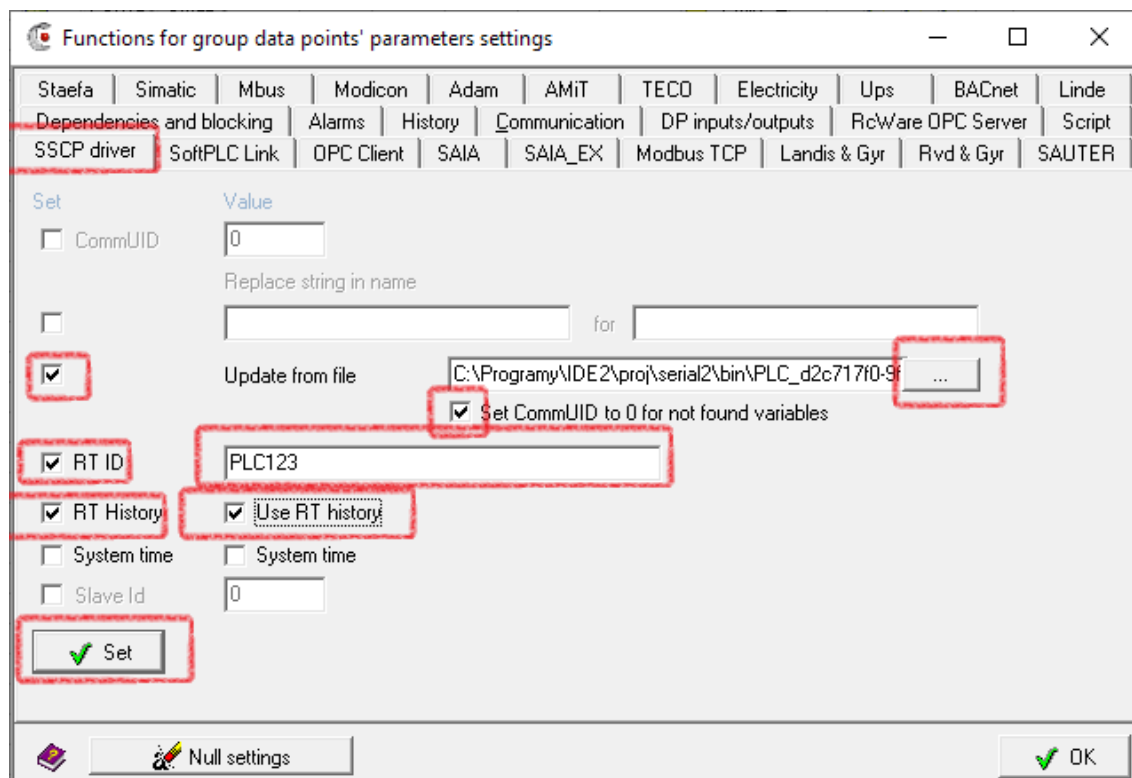 Functions for group data points' parameters settings
Staefa Simatic Mbus Modicon Adam AMiT TECO Electricity Ups BACnet Linde
Dependencies and blocking Alarms History Communication DP inputs/outputs RcWare OPC Server Script
SSCP driver SoftPLC Link OPC Client SAIA SAIA_EX Modbus TCP Landis & Gyr Rvd & Gyr SAUTER
Set Value
CommUID 0
Replace string in name
for
Update from file C:\Programy\IDE2\proj\serial2\bin\PLC_d2c717f0-9f ...
Set CommUID to 0 for not found variables
RT ID PLC123
RT History Use RT history
System time System time
Slave Id 0
Set
Null settings OK